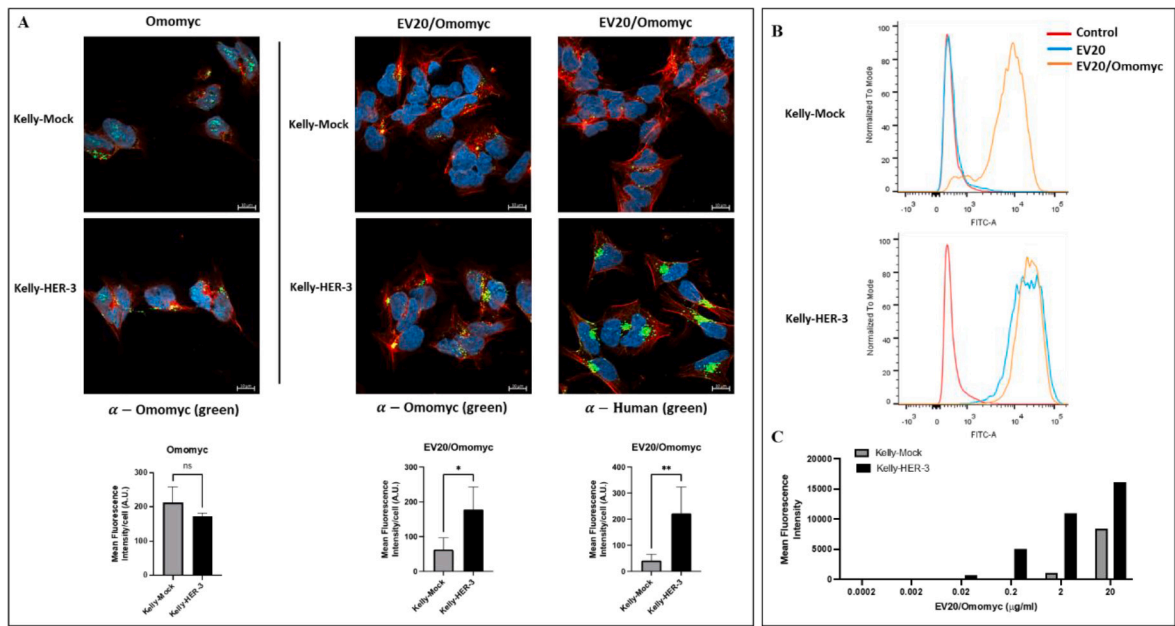 A
Omomyc
EV20/Omomyc
EV20/Omomyc
Kelly-Mock
Kelly-Mock
Kelly-HER-3
Kelly-HER-3
α – Omomyc (green)
α – Omomyc (green)
α – Human (green)
Omomyc
ns
Mean Fluorescence
Intensity/cell (A.U.)
300
200
100
0
Kelly-Mock
Kelly-HER-3
EV20/Omomyc
*
Mean Fluorescence
Intensity/cell (A.U.)
300
200
100
0
Kelly-Mock
Kelly-HER-3
EV20/Omomyc
**
Mean Fluorescence
Intensity/cell (A.U.)
400
300
200
100
0
Kelly-Mock
Kelly-HER-3
B
Control
EV20
EV20/Omomyc
Kelly-Mock
Normalized To Mode
100
80
60
40
20
0
-10³ 0 10³ 10⁴ 10⁵
FITC-A
Kelly-HER-3
Normalized To Mode
100
80
60
40
20
0
-10³ 0 10³ 10⁴ 10⁵
FITC-A
C
Kelly-Mock
Kelly-HER-3
Mean Fluorescence
Intensity
15000
10000
5000
0
0.0002 0.002 0.02 0.2 2 20
EV20/Omomyc (µg/ml)